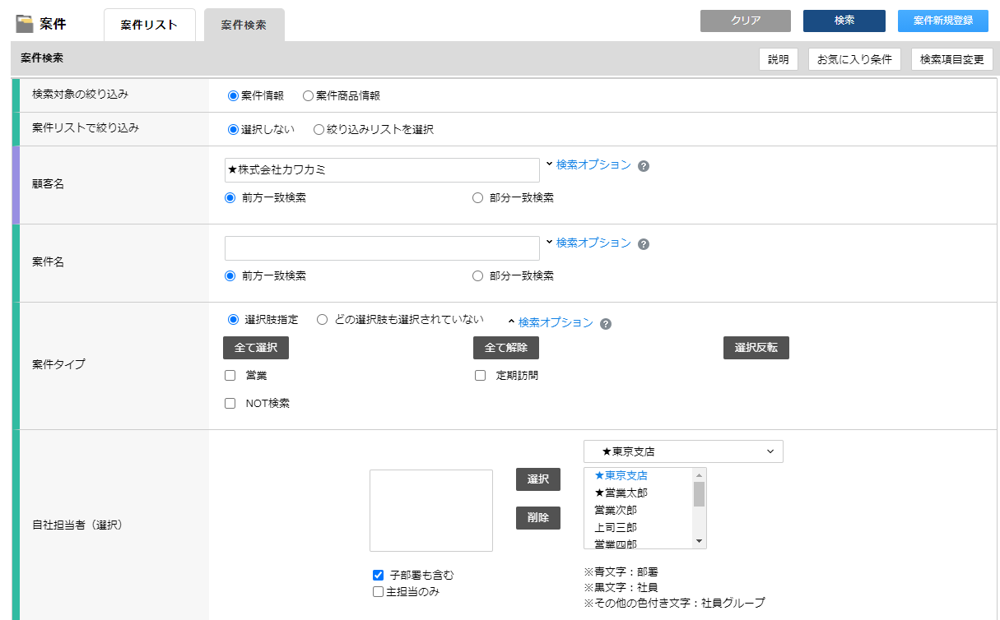 案件 案件リスト 案件検索 クリア 検索 案件新規登録
案件検索 説明 お気に入り条件 検索項目変更
検索対象の絞り込み 案件情報 案件商品情報
案件リストで絞り込み 選択しない 絞り込みリストを選択
顧客名 ★株式会社カワカミ 検索オプション ?
前方一致検索 部分一致検索
案件名 検索オプション ?
前方一致検索 部分一致検索
案件タイプ 選択肢指定 どの選択肢も選択されていない 検索オプション ?
全て選択 全て解除 選択反転
営業 定期訪問
NOT検索
自社担当者（選択） ★東京支店
選択 ★東京支店
★営業太郎
営業次郎
削除 上司三郎
営業四郎
子部署も含む ※青文字：部署
主担当のみ ※黒文字：社員
※その他の色付き文字：社員グループ